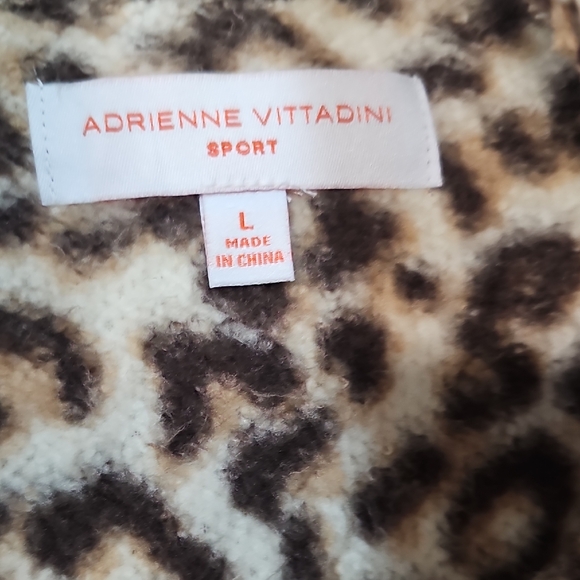 ADRIENNE VITTADINI
SPORT
L
MADE
IN CHINA